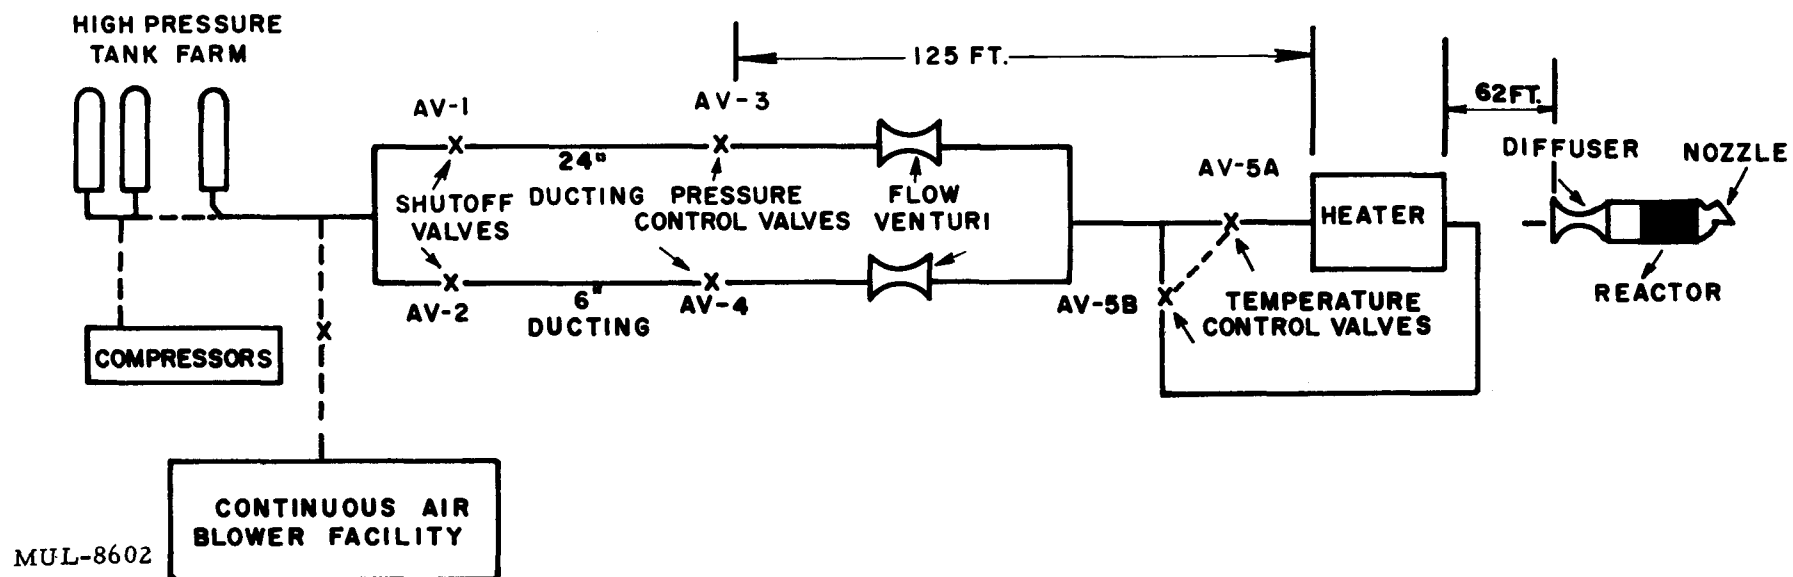 HIGH PRESSURE
TANK FARM
125 FT.
62 FT.
AV-1
AV-3
24"
DUCTING
SHUTOFF
VALVES
PRESSURE
CONTROL VALVES
FLOW
VENTURI
AV-5A
HEATER
DIFFUSER
NOZZLE
REACTOR
AV-2
6"
DUCTING
AV-4
AV-5B
TEMPERATURE
CONTROL VALVES
COMPRESSORS
CONTINUOUS AIR
BLOWER FACILITY
MUL-8602